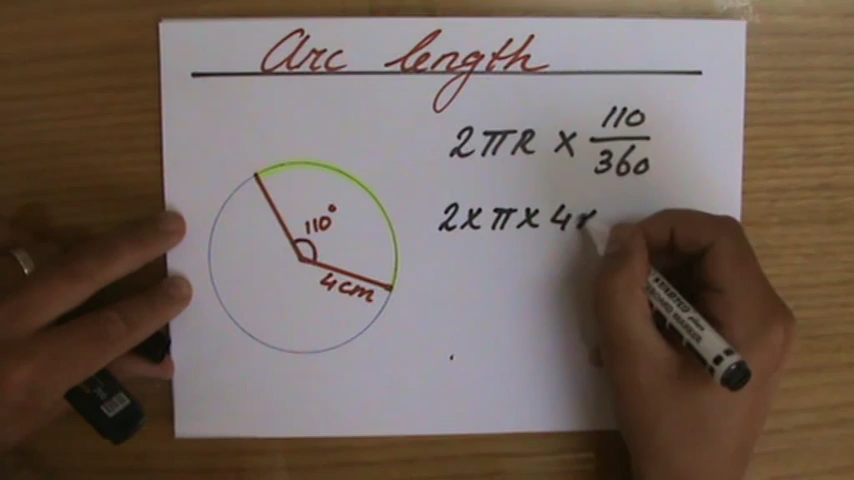 Arc length
2πR × 110/360
110°
2×π×4×
4cm